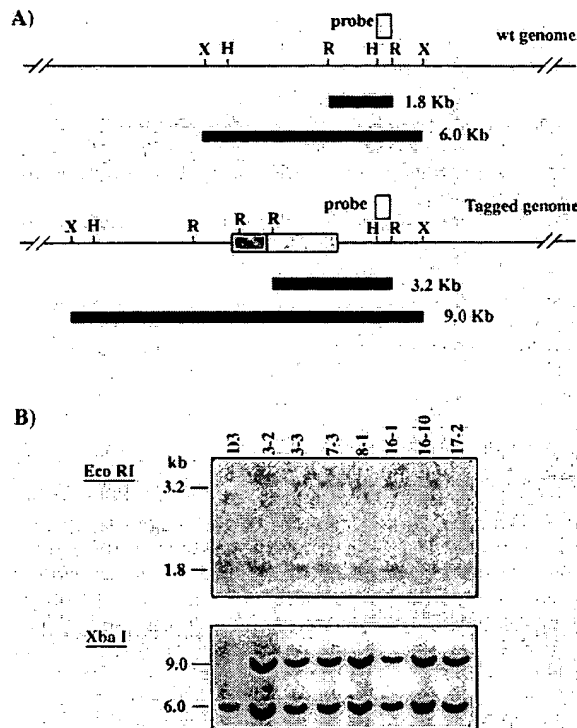 A)
probe
wt genome
X H R H R X
1.8 Kb
6.0 Kb
probe
Tagged genome
X H R R R H R X
3.2 Kb
9.0 Kb
B)
D3 3-2 3-3 7-3 8-1 16-1 16-10 17-2
kb
Eco RI
3.2
1.8
Xba I
9.0
6.0